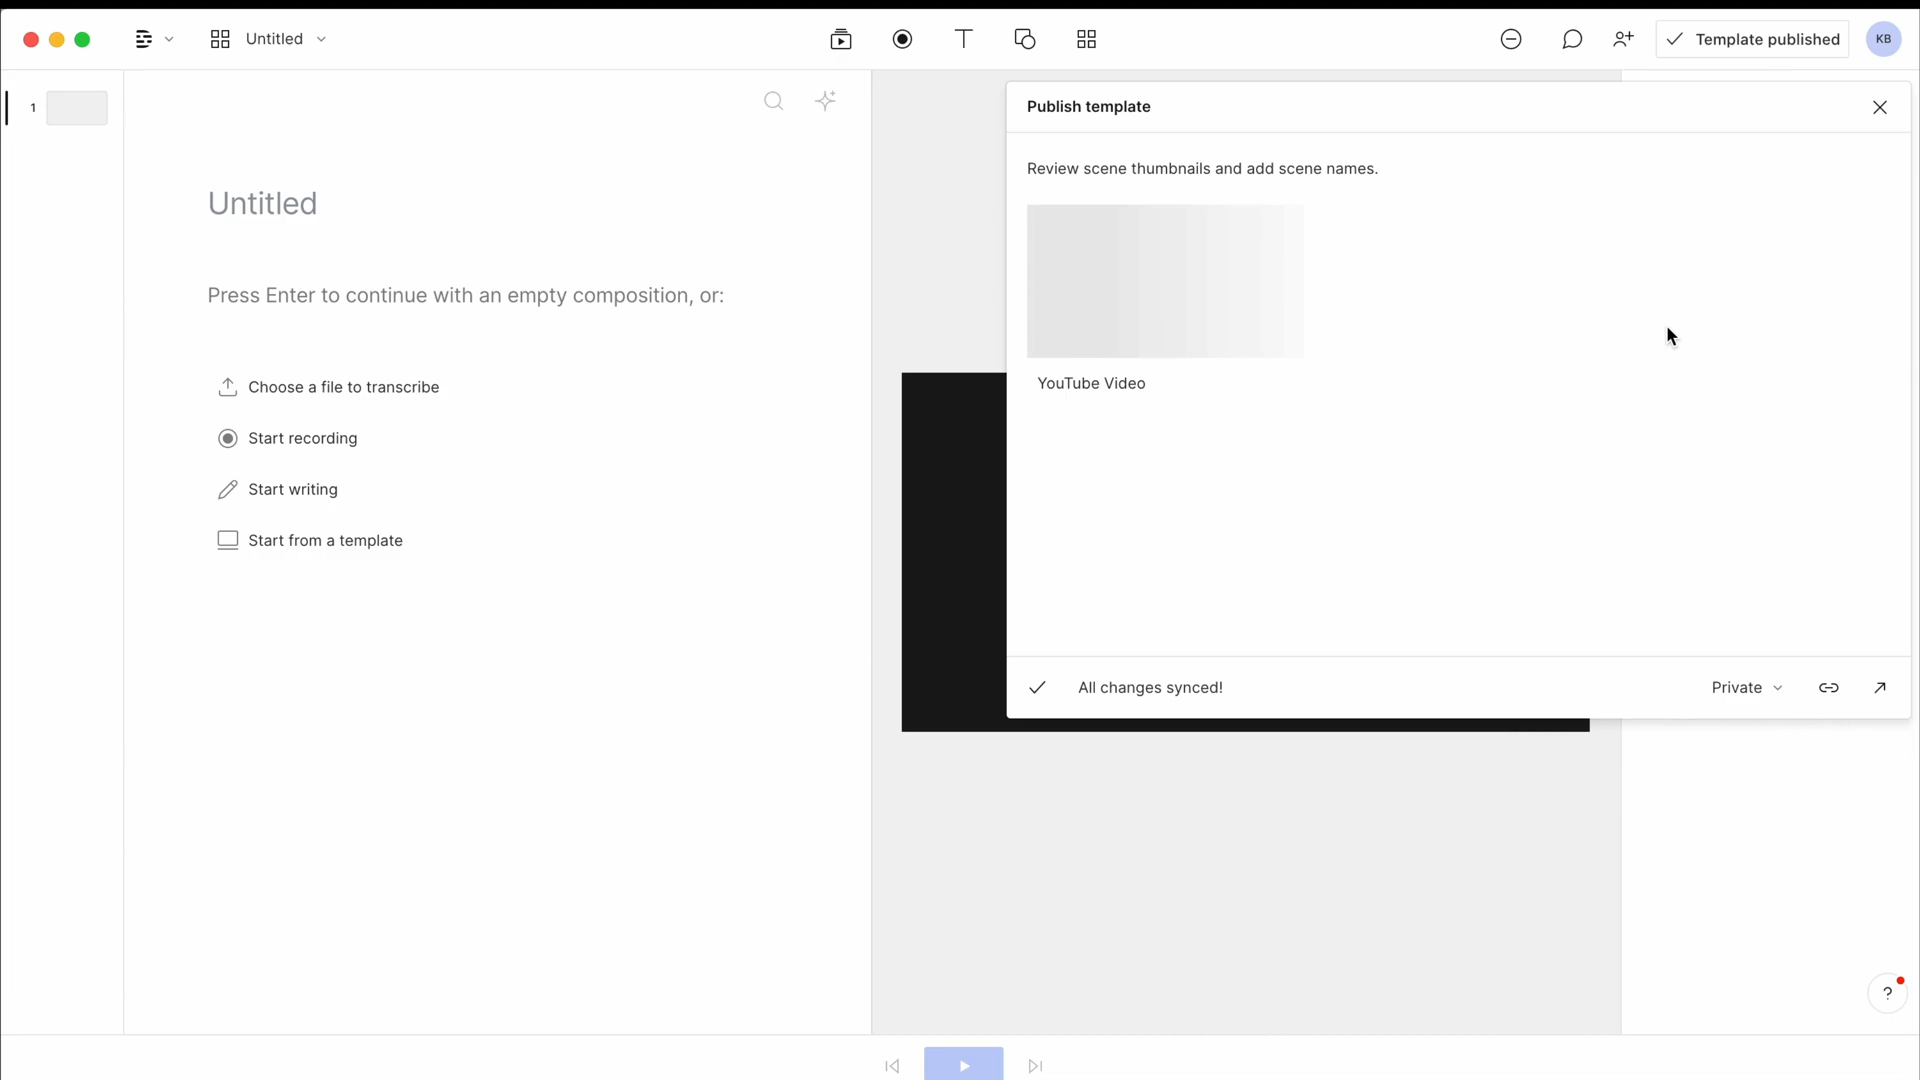 Untitled
Template published
KB
1
Publish template
Review scene thumbnails and add scene names.
YouTube Video
All changes synced!
Private
Untitled
Press Enter to continue with an empty composition, or:
Choose a file to transcribe
Start recording
Start writing
Start from a template
?